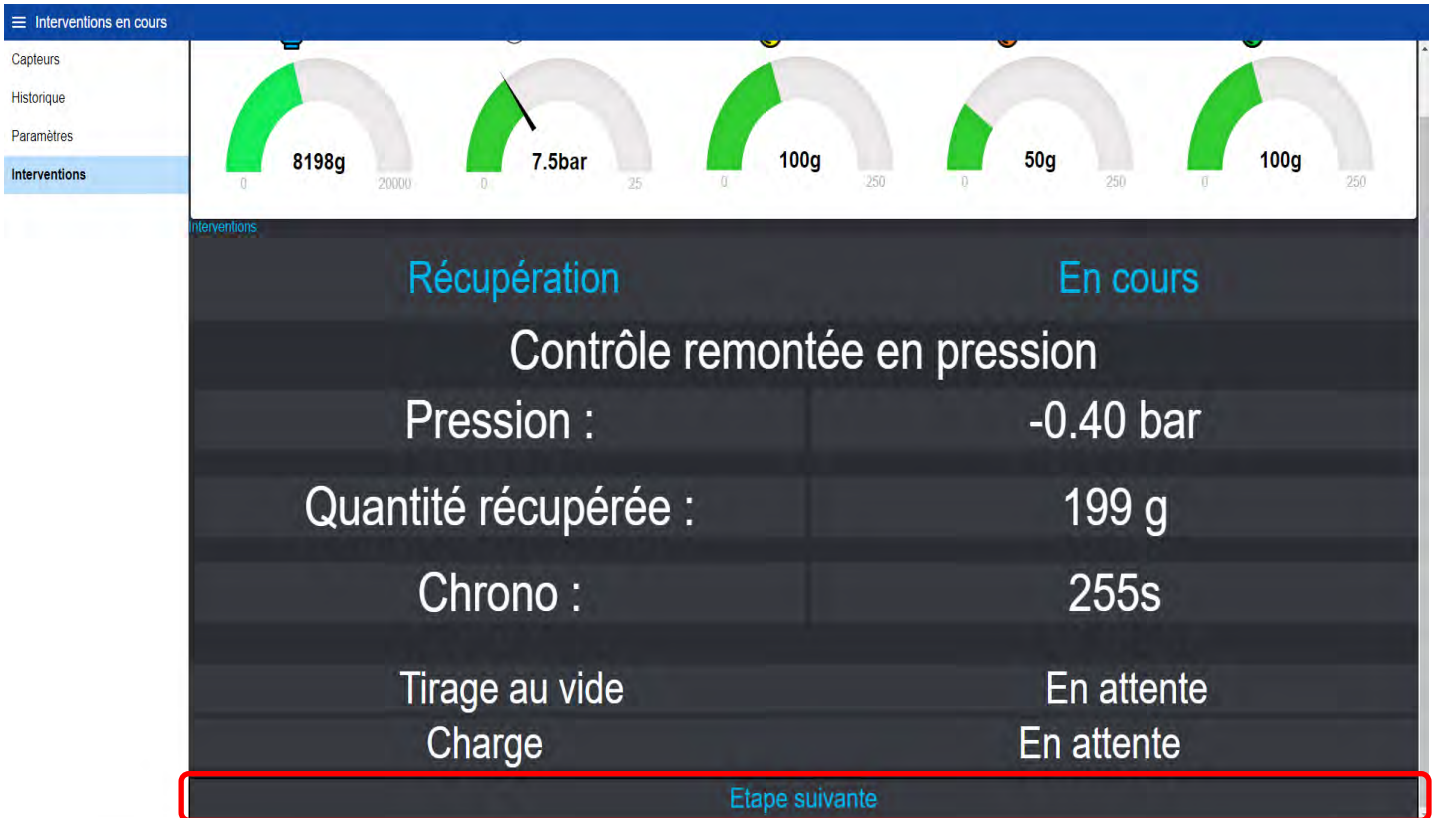 Interventions en cours
Capteurs
Historique
Paramètres
Interventions
8198g
0 20000
7.5bar
0 25
100g
0 250
50g
0 250
100g
0 250
Interventions
Récupération En cours
Contrôle remontée en pression
Pression : -0.40 bar
Quantité récupérée : 199 g
Chrono : 255s
Tirage au vide En attente
Charge En attente
Etape suivante